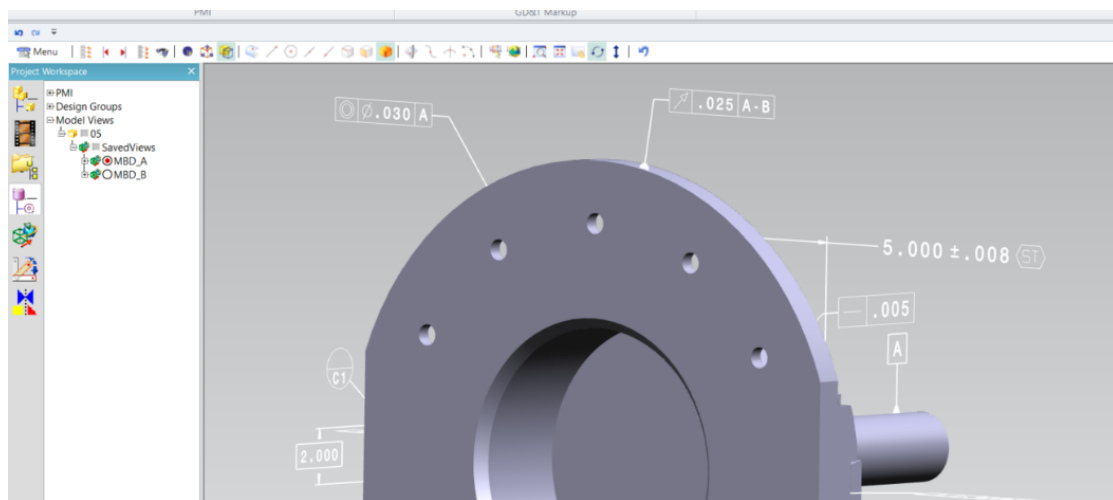 PMI
GD&T Markup
Menu
Project Workspace
PMI
Design Groups
Model Views
05
SavedViews
MBD_A
MBD_B
⌀.030 A
.025 A-B
5.000 ±.008 ST
.005
A
C1
2.000